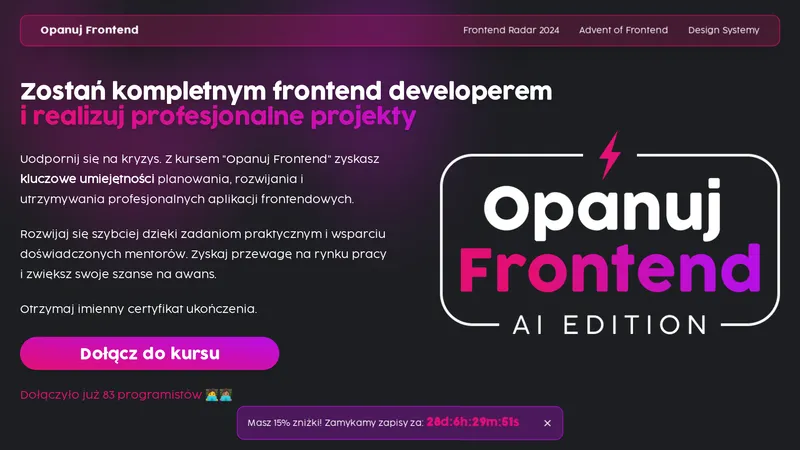 Opanuj Frontend
Frontend Radar 2024
Advent of Frontend
Design Systemy
Zostań kompletnym frontend developerem
i realizuj profesjonalne projekty
Uodpornij się na kryzys. Z kursem "Opanuj Frontend" zyskasz
kluczowe umiejętności planowania, rozwijania i
utrzymywania profesjonalnych aplikacji frontendowych.
Rozwijaj się szybciej dzięki zadaniom praktycznym i wsparciu
doświadczonych mentorów. Zyskaj przewagę na rynku pracy
i zwiększ swoje szanse na awans.
Otrzymaj imienny certyfikat ukończenia.
Dołącz do kursu
Dołączyło już 83 programistów
Opanuj
Frontend
AI EDITION
Masz 15% zniżki! Zamykamy zapisy za: 28d:6h:29m:51s